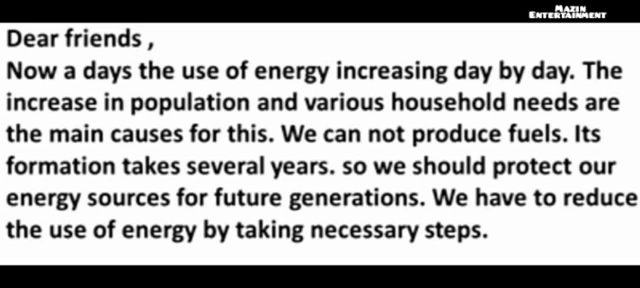 MAZIN
ENTERTAINMENT
Dear friends ,
Now a days the use of energy increasing day by day. The
increase in population and various household needs are
the main causes for this. We can not produce fuels. Its
formation takes several years. so we should protect our
energy sources for future generations. We have to reduce
the use of energy by taking necessary steps.